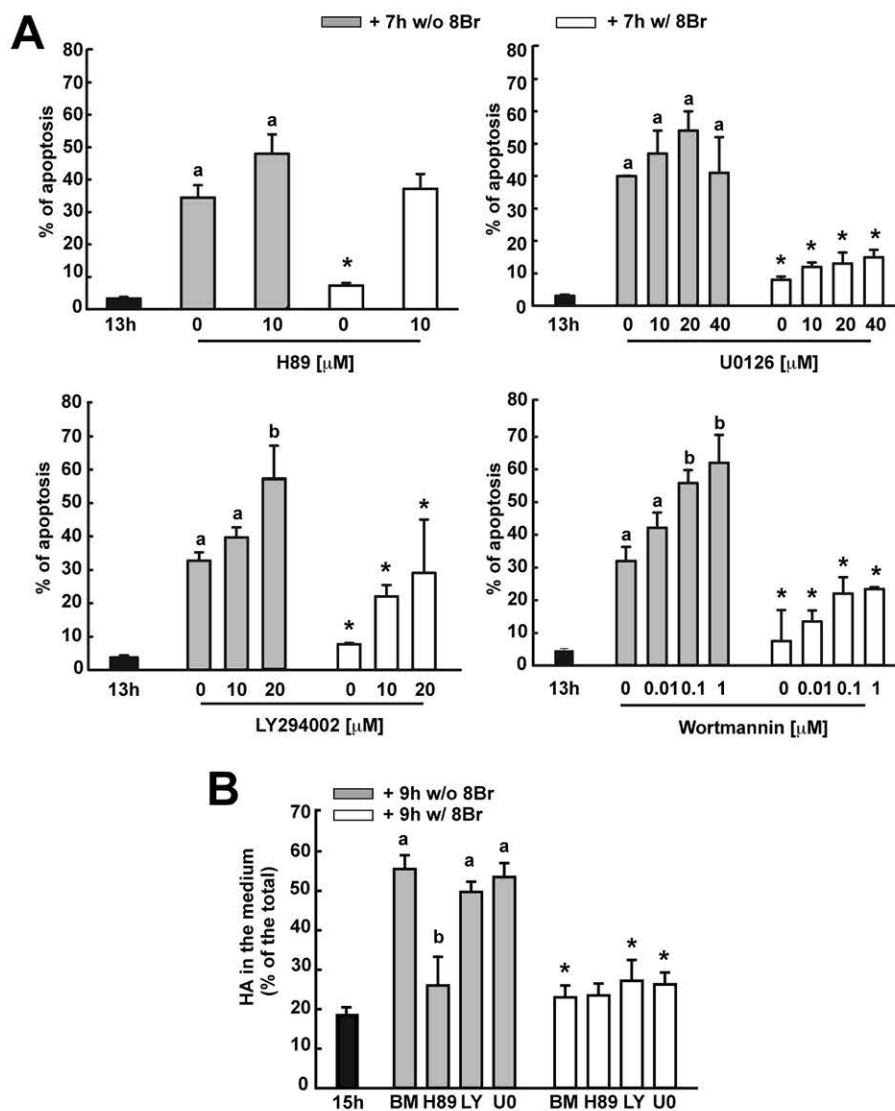 A
+ 7h w/o 8Br
+ 7h w/ 8Br
% of apoptosis
80
70
60
50
40
30
20
10
0
a
a
*
13h
0
10
0
10
H89 [µM]
% of apoptosis
80
70
60
50
40
30
20
10
0
a
a
a
a
*
*
*
*
13h
0
10
20
40
0
10
20
40
U0126 [µM]
% of apoptosis
80
70
60
50
40
30
20
10
0
a
a
b
*
*
*
13h
0
10
20
0
10
20
LY294002 [µM]
% of apoptosis
80
70
60
50
40
30
20
10
0
a
a
b
b
*
*
*
*
13h
0
0.01
0.1
1
0
0.01
0.1
1
Wortmannin [µM]
B
+ 9h w/o 8Br
+ 9h w/ 8Br
HA in the medium
(% of the total)
70
60
50
40
30
20
10
0
a
b
a
a
*
*
*
15h
BM
H89
LY
U0
BM
H89
LY
U0